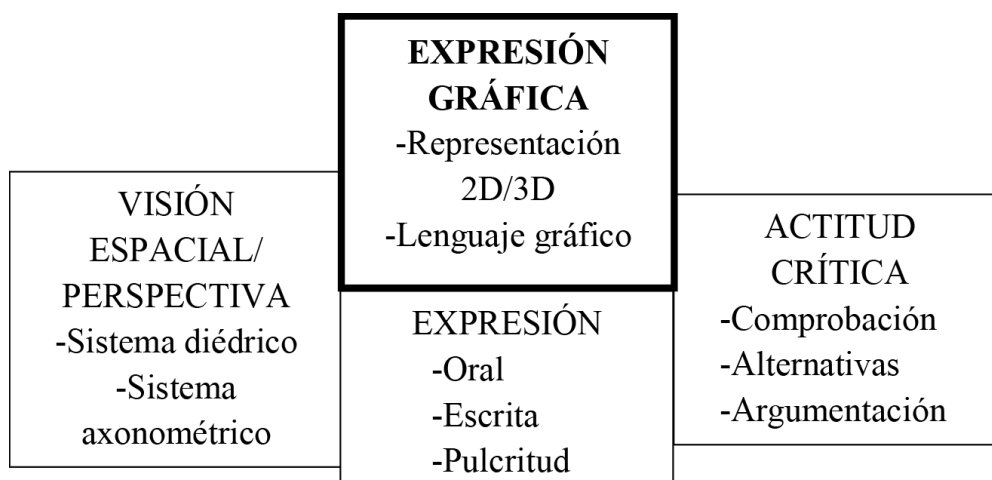 EXPRESIÓN
GRÁFICA
-Representación
2D/3D
-Lenguaje gráfico
VISIÓN
ESPACIAL/
PERSPECTIVA
-Sistema diédrico
-Sistema
axonométrico
EXPRESIÓN
-Oral
-Escrita
-Pulcritud
ACTITUD
CRÍTICA
-Comprobación
-Alternativas
-Argumentación